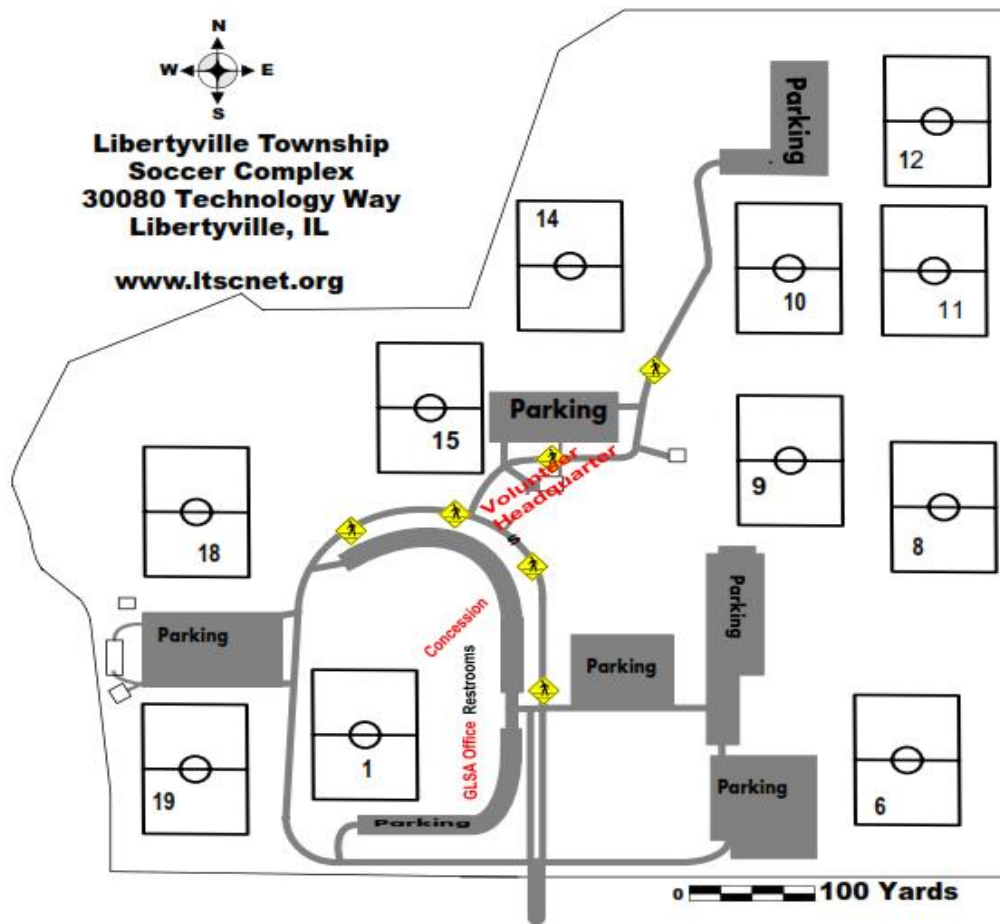 N
W E
S
Libertyville Township
Soccer Complex
30080 Technology Way
Libertyville, IL
www.ltscnet.org
Parking
12
14
10
11
Parking
15
Volunteer
Headquarter
s
9
8
18
Parking
Concession
Restrooms
GLSA Office
Parking
Parking
1
19
Parking
Parking
6
0 100 Yards